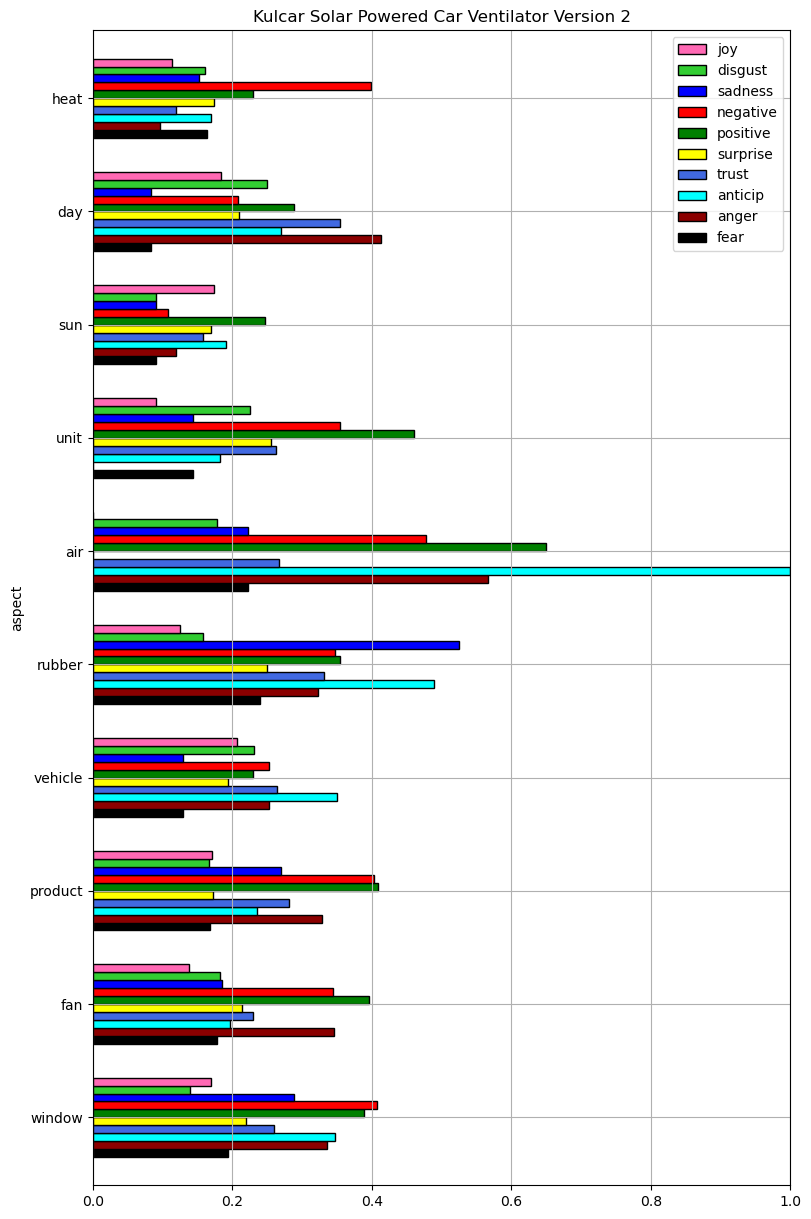 Kulcar Solar Powered Car Ventilator Version 2
joy
disgust
sadness
negative
positive
surprise
trust
anticip
anger
fear
heat
day
sun
unit
air
rubber
vehicle
product
fan
window
aspect
0.0 0.2 0.4 0.6 0.8 1.0